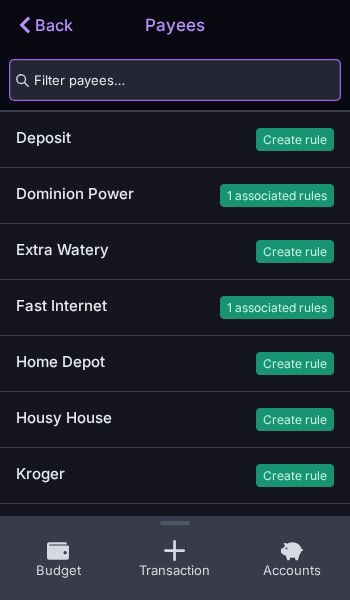 Back
Payees
Filter payees...
Deposit
Create rule
Dominion Power
1 associated rules
Extra Watery
Create rule
Fast Internet
1 associated rules
Home Depot
Create rule
Housy House
Create rule
Kroger
Create rule
Budget
Transaction
Accounts